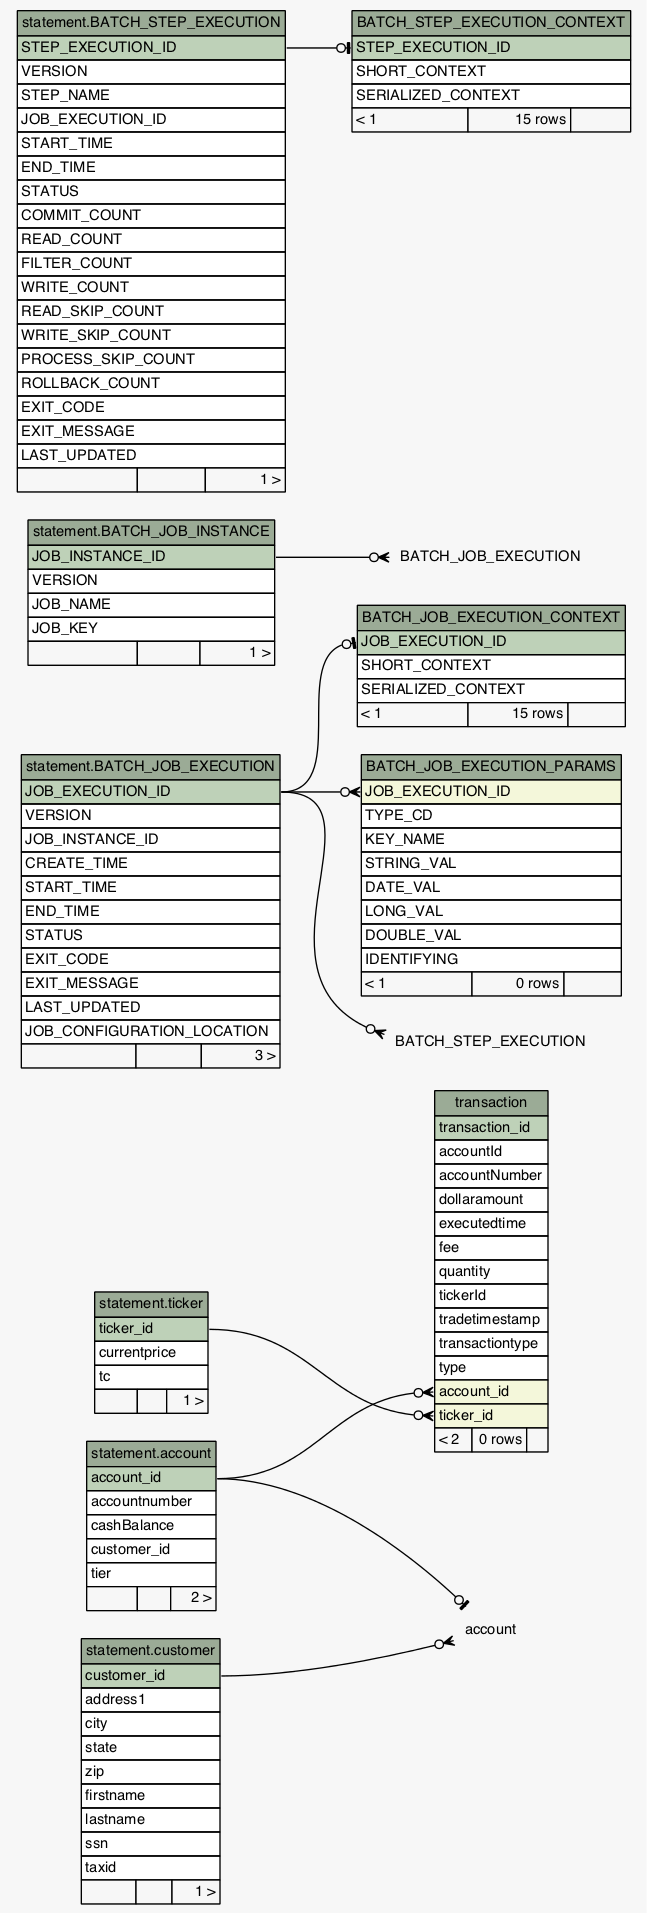 statement.BATCH_STEP_EXECUTION
STEP_EXECUTION_ID
VERSION
STEP_NAME
JOB_EXECUTION_ID
START_TIME
END_TIME
STATUS
COMMIT_COUNT
READ_COUNT
FILTER_COUNT
WRITE_COUNT
READ_SKIP_COUNT
WRITE_SKIP_COUNT
PROCESS_SKIP_COUNT
ROLLBACK_COUNT
EXIT_CODE
EXIT_MESSAGE
LAST_UPDATED
1 >
BATCH_STEP_EXECUTION_CONTEXT
STEP_EXECUTION_ID
SHORT_CONTEXT
SERIALIZED_CONTEXT
< 1 15 rows
statement.BATCH_JOB_INSTANCE
JOB_INSTANCE_ID
VERSION
JOB_NAME
JOB_KEY
1 >
BATCH_JOB_EXECUTION
BATCH_JOB_EXECUTION_CONTEXT
JOB_EXECUTION_ID
SHORT_CONTEXT
SERIALIZED_CONTEXT
< 1 15 rows
statement.BATCH_JOB_EXECUTION
JOB_EXECUTION_ID
VERSION
JOB_INSTANCE_ID
CREATE_TIME
START_TIME
END_TIME
STATUS
EXIT_CODE
EXIT_MESSAGE
LAST_UPDATED
JOB_CONFIGURATION_LOCATION
3 >
BATCH_JOB_EXECUTION_PARAMS
JOB_EXECUTION_ID
TYPE_CD
KEY_NAME
STRING_VAL
DATE_VAL
LONG_VAL
DOUBLE_VAL
IDENTIFYING
< 1 0 rows
BATCH_STEP_EXECUTION
transaction
transaction_id
accountId
accountNumber
dollaramount
executedtime
fee
quantity
tickerId
tradetimestamp
transactiontype
type
account_id
ticker_id
< 2 0 rows
statement.ticker
ticker_id
currentprice
tc
1 >
statement.account
account_id
accountnumber
cashBalance
customer_id
tier
2 >
account
statement.customer
customer_id
address1
city
state
zip
firstname
lastname
ssn
taxid
1 >